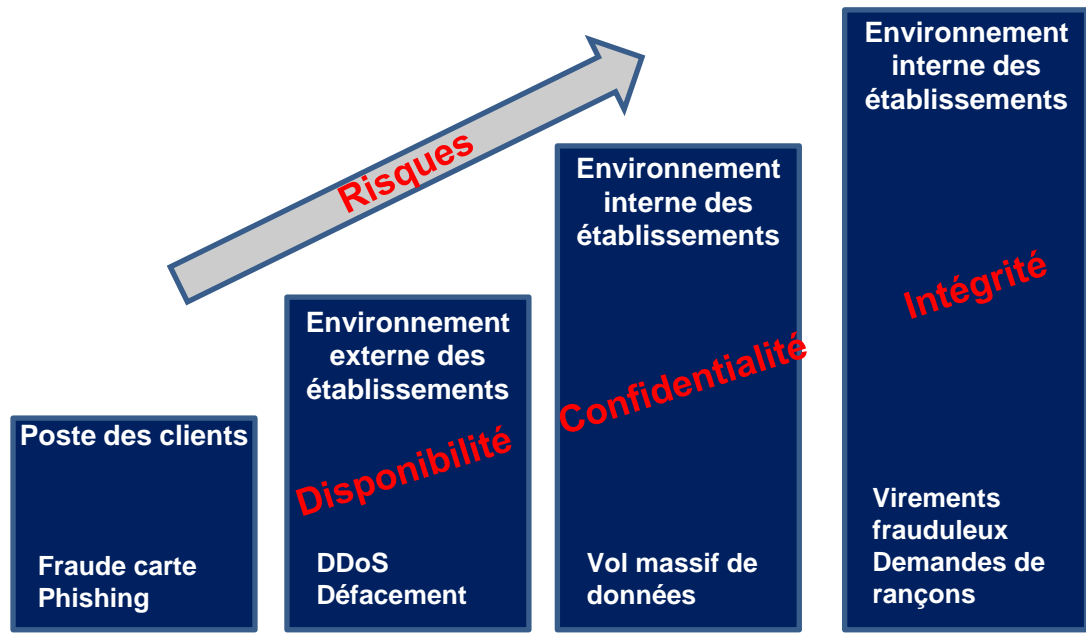 Risques
Poste des clients
Fraude carte
Phishing
Environnement
externe des
établissements
Disponibilité
DDoS
Défacement
Environnement
interne des
établissements
Confidentialité
Vol massif de
données
Environnement
interne des
établissements
Intégrité
Virements
frauduleux
Demandes de
rançons